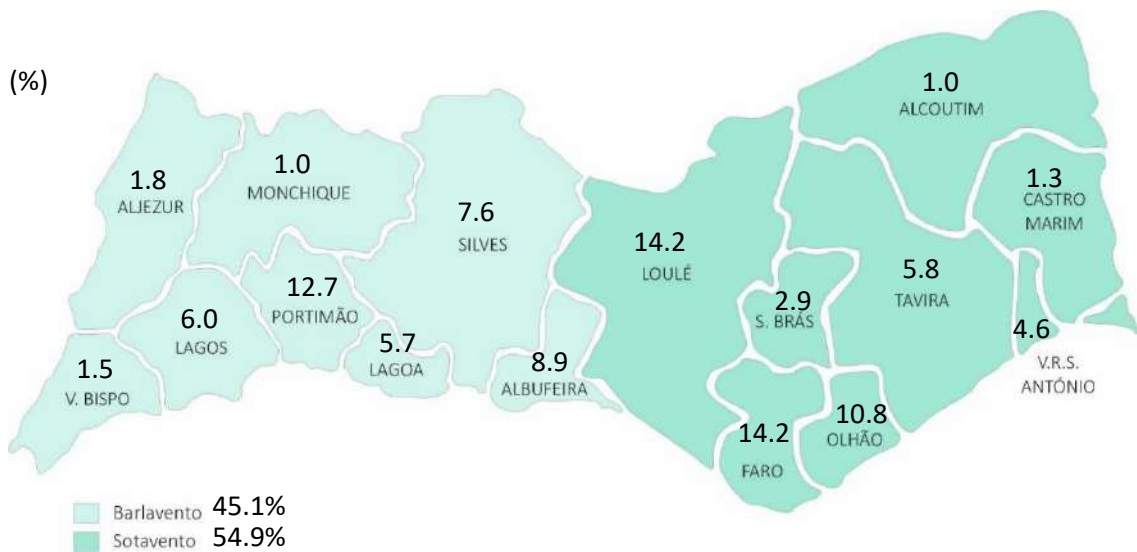 (%)
1.8
ALJEZUR
1.0
MONCHIQUE
7.6
SILVES
12.7
PORTIMÃO
6.0
LAGOS
1.5
V. BISPO
5.7
LAGOA
8.9
ALBUFEIRA
14.2
LOULÉ
1.0
ALCOUTIM
1.3
CASTRO
MARIM
5.8
TAVIRA
2.9
S. BRÁS
4.6
V.R.S.
ANTÓNIO
10.8
OLHÃO
14.2
FARO
Barlavento 45.1%
Sotavento 54.9%